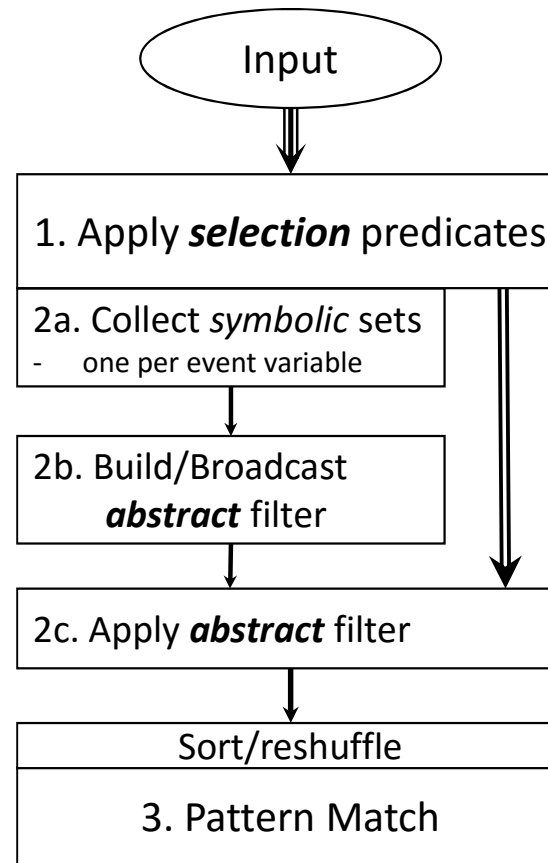 Input
1. Apply selection predicates
2a. Collect symbolic sets
- one per event variable
2b. Build/Broadcast
abstract filter
2c. Apply abstract filter
Sort/reshuffle
3. Pattern Match